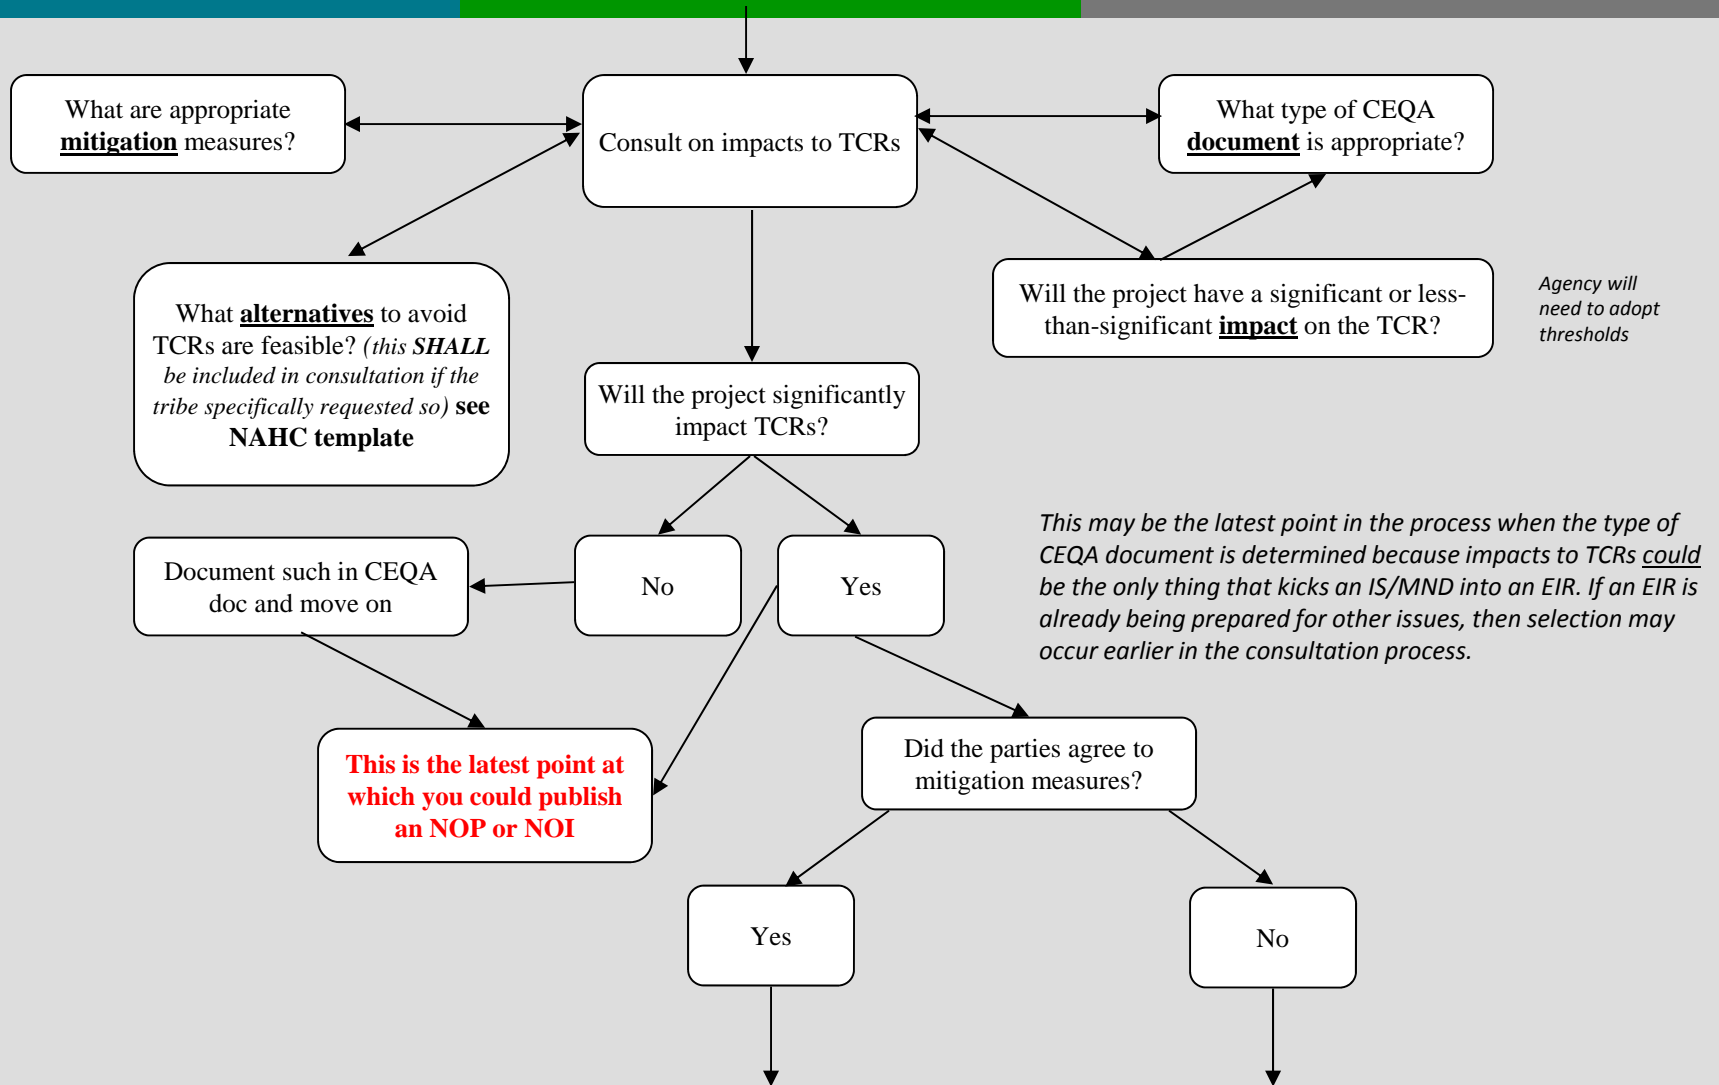 What are appropriate
mitigation measures?
Consult on impacts to TCRs
What type of CEQA
document is appropriate?
What alternatives to avoid
TCRs are feasible? (this SHALL
be included in consultation if the
tribe specifically requested so) see
NAHC template
Will the project have a significant or less-
than-significant impact on the TCR?
Agency will
need to adopt
thresholds
Will the project significantly
impact TCRs?
This may be the latest point in the process when the type of
CEQA document is determined because impacts to TCRs could
be the only thing that kicks an IS/MND into an EIR. If an EIR is
already being prepared for other issues, then selection may
occur earlier in the consultation process.
Document such in CEQA
doc and move on
No
Yes
This is the latest point at
which you could publish
an NOP or NOI
Did the parties agree to
mitigation measures?
Yes
No